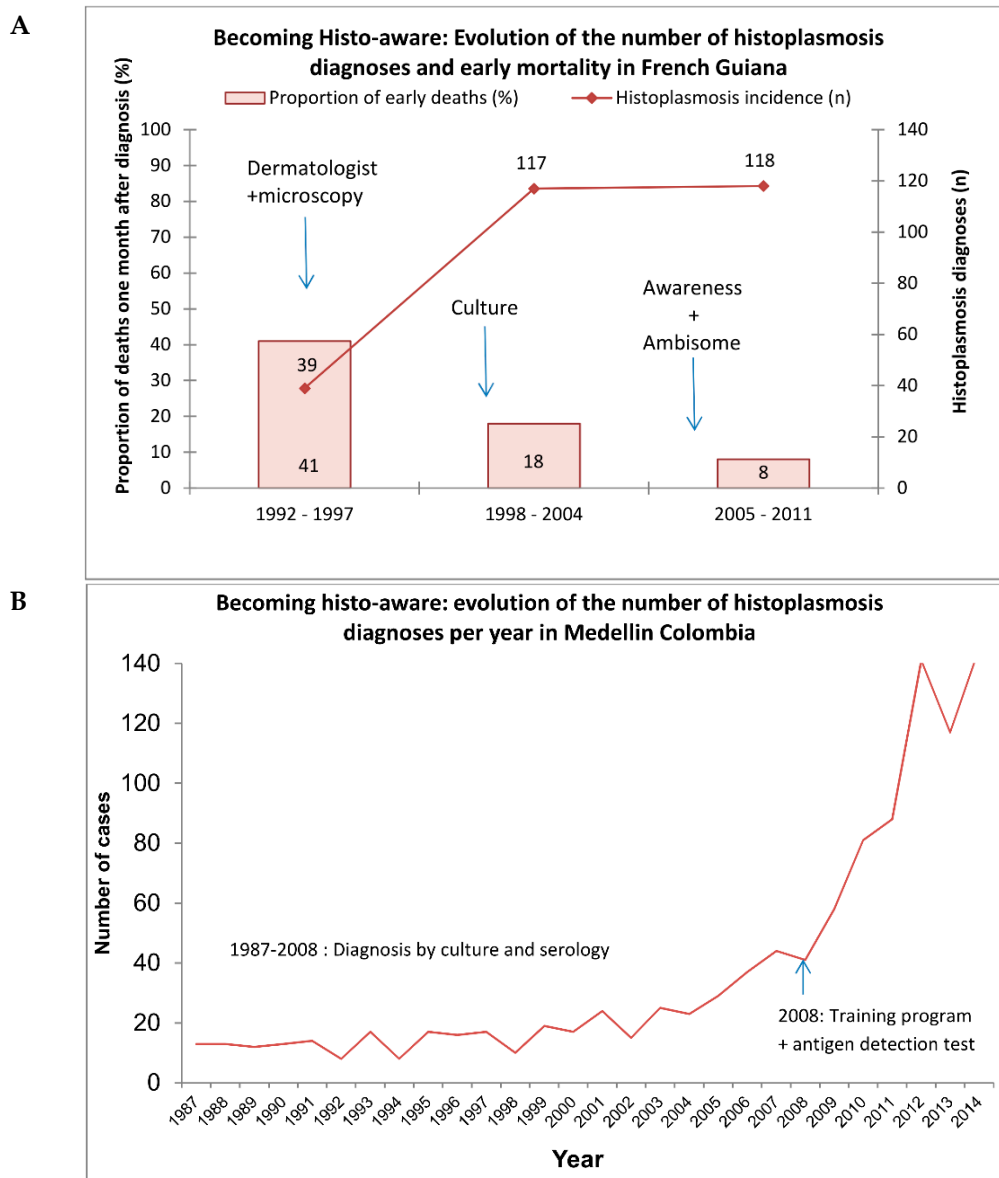 A
Becoming Histo-aware: Evolution of the number of histoplasmosis
diagnoses and early mortality in French Guiana
Proportion of early deaths (%)
Histoplasmosis incidence (n)
Proportion of deaths one month after diagnosis (%)
100
90
80
70
60
50
40
30
20
10
0
Dermatologist
+microscopy
Culture
Awareness
+
Ambisome
39
117
118
41
18
8
140
120
100
80
60
40
20
0
Histoplasmosis diagnoses (n)
1992 - 1997
1998 - 2004
2005 - 2011
B
Becoming histo-aware: evolution of the number of histoplasmosis
diagnoses per year in Medellin Colombia
Number of cases
140
120
100
80
60
40
20
0
1987-2008 : Diagnosis by culture and serology
2008: Training program
+ antigen detection test
1987
1988
1989
1990
1991
1992
1993
1994
1995
1996
1997
1998
1999
2000
2001
2002
2003
2004
2005
2006
2007
2008
2009
2010
2011
2012
2013
2014
Year